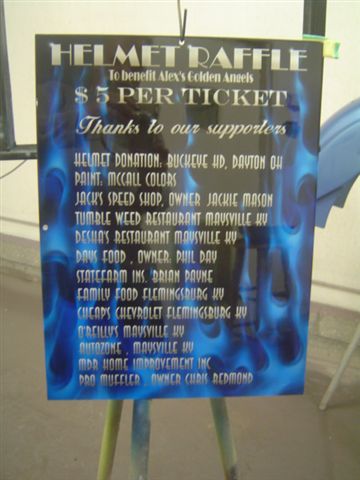 HELMET RAFFLE
To benefit Alex's Golden Angels
$5 PER TICKET
Thanks to our supporters
HELMET DONATION: BUCKEYE HD, DAYTON OH
PAINT: MCCALL COLORS
JACK'S SPEED SHOP, OWNER JACKIE MASON
TUMBLE WEED RESTAURANT MAYSVILLE KY
DESHA'S RESTAURANT MAYSVILLE KY
DAYS FOOD , OWNER: PHIL DAY
STATEFARM INS. BRIAN PAYNE
FAMILY FOOD FLEMINGSBURG KY
CHEAPS CHEVROLET FLEMINGSBURG KY
O'REILLYS MAYSVILLE KY
AUTOZONE , MAYSVILLE KY
MDR HOME IMPROVEMENT INC
PRO MUFFLER , OWNER CHRIS REDMOND